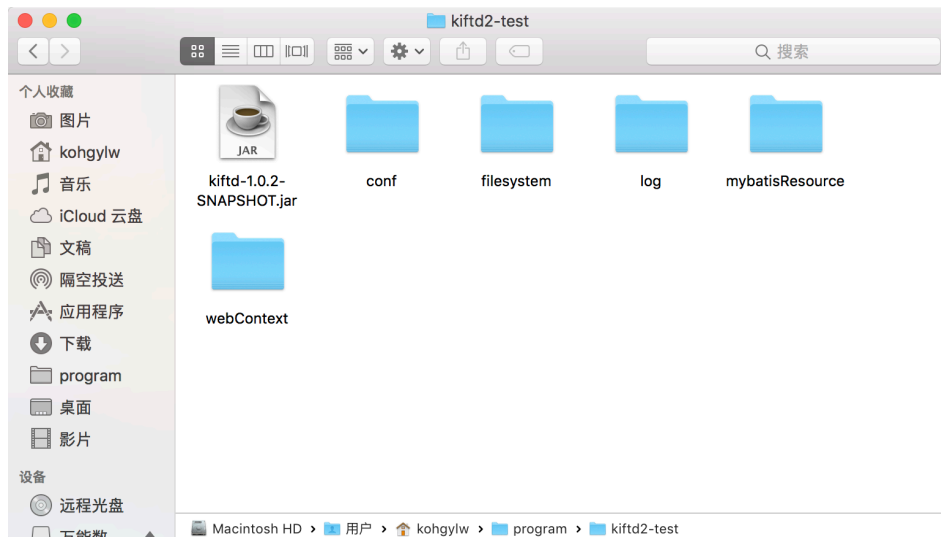 kiftd2-test
搜索
个人收藏
图片
kohgylw
音乐
iCloud 云盘
文稿
隔空投送
应用程序
下载
program
桌面
影片
设备
远程光盘
JAR
kiftd-1.0.2-
SNAPSHOT.jar
conf
filesystem
log
mybatisResource
webContext
Macintosh HD
用户
kohgylw
program
kiftd2-test